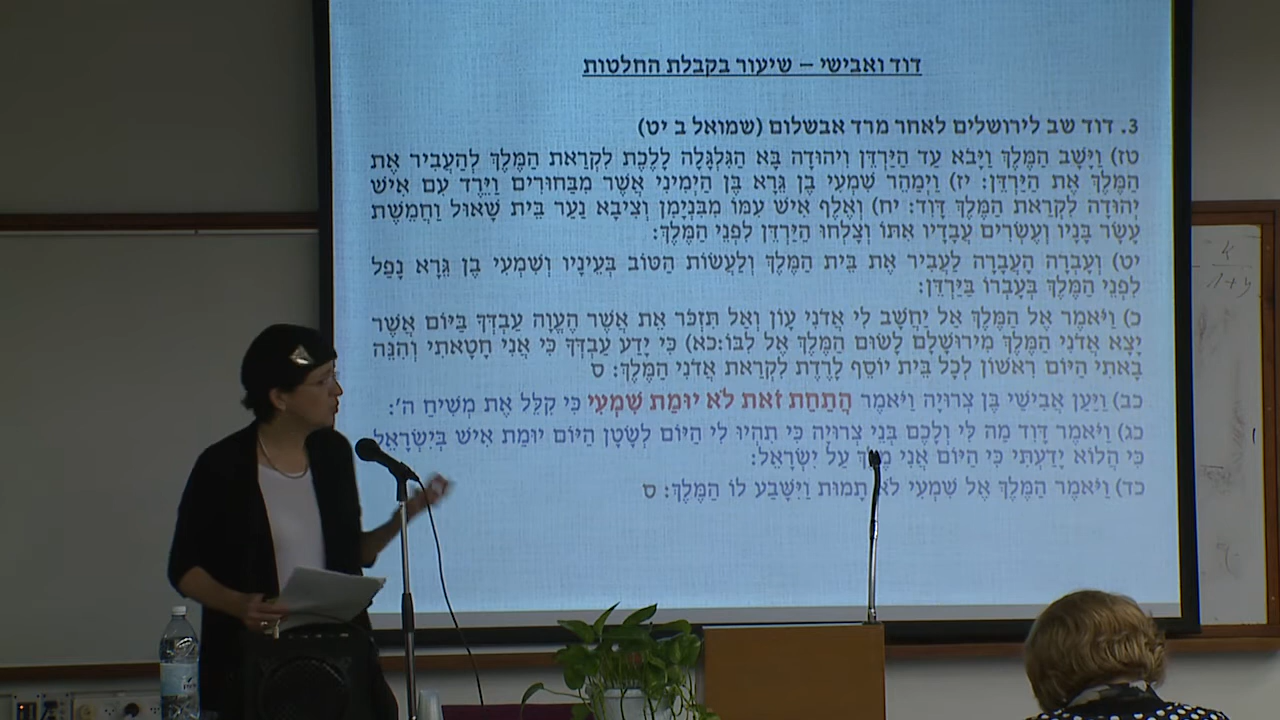 דוד ואבישי – שיעור בקבלת החלטות
3. דוד שב לירושלים לאחר מרד אבשלום (שמואל ב יט)
טז) וַיָּשָׁב הַמֶּלֶךְ וַיָּבֹא עַד הַיַּרְדֵּן וִיהוּדָה בָּא הַגִּלְגָּלָה לָלֶכֶת לִקְרַאת הַמֶּלֶךְ לְהַעֲבִיר אֶת
הַמֶּלֶךְ אֶת הַיַּרְדֵּן: יז) וַיְמַהֵר שִׁמְעִי בֶן גֵּרָא בֶּן הַיְמִינִי אֲשֶׁר מִבַּחוּרִים וַיֵּרֶד עִם אִישׁ
יְהוּדָה לִקְרַאת הַמֶּלֶךְ דָּוִד: יח) וְאֶלֶף אִישׁ עִמּוֹ מִבִּנְיָמִן וְצִיבָא נַעַר בֵּית שָׁאוּל וַחֲמֵשֶׁת
עָשָׂר בָּנָיו וְעֶשְׂרִים עֲבָדָיו אִתּוֹ וְצָלְחוּ הַיַּרְדֵּן לִפְנֵי הַמֶּלֶךְ:
יט) וְעָבְרָה הָעֲבָרָה לַעֲבִיר אֶת בֵּית הַמֶּלֶךְ וְלַעֲשׂוֹת הַטּוֹב בְּעֵינָיו וְשִׁמְעִי בֶן גֵּרָא נָפַל
לִפְנֵי הַמֶּלֶךְ בְּעָבְרוֹ בַּיַּרְדֵּן:
כ) וַיֹּאמֶר אֶל הַמֶּלֶךְ אַל יַחֲשָׁב לִי אֲדֹנִי עָוֹן וְאַל תִּזְכֹּר אֵת אֲשֶׁר הֶעֱוָה עַבְדְּךָ בַּיּוֹם אֲשֶׁר
יָצָא אֲדֹנִי הַמֶּלֶךְ מִירוּשָׁלִָם לָשׂוּם הַמֶּלֶךְ אֶל לִבּוֹ:כא) כִּי יָדַע עַבְדְּךָ כִּי אֲנִי חָטָאתִי וְהִנֵּה
בָאתִי הַיּוֹם רִאשׁוֹן לְכָל בֵּית יוֹסֵף לָרֶדֶת לִקְרַאת אֲדֹנִי הַמֶּלֶךְ: ס
כב) וַיַּעַן אֲבִישַׁי בֶּן צְרוּיָה וַיֹּאמֶר הֲתַחַת זֹאת לֹא יוּמַת שִׁמְעִי כִּי קִלֵּל אֶת מְשִׁיחַ ה':
כג) וַיֹּאמֶר דָּוִד מַה לִּי וְלָכֶם בְּנֵי צְרוּיָה כִּי תִהְיוּ לִי הַיּוֹם לְשָׂטָן הַיּוֹם יוּמַת אִישׁ בְּיִשְׂרָאֵל
כִּי הֲלוֹא יָדַעְתִּי כִּי הַיּוֹם אֲנִי מֶלֶךְ עַל יִשְׂרָאֵל:
כד) וַיֹּאמֶר הַמֶּלֶךְ אֶל שִׁמְעִי לֹא תָמוּת וַיִּשָּׁבַע לוֹ הַמֶּלֶךְ: ס